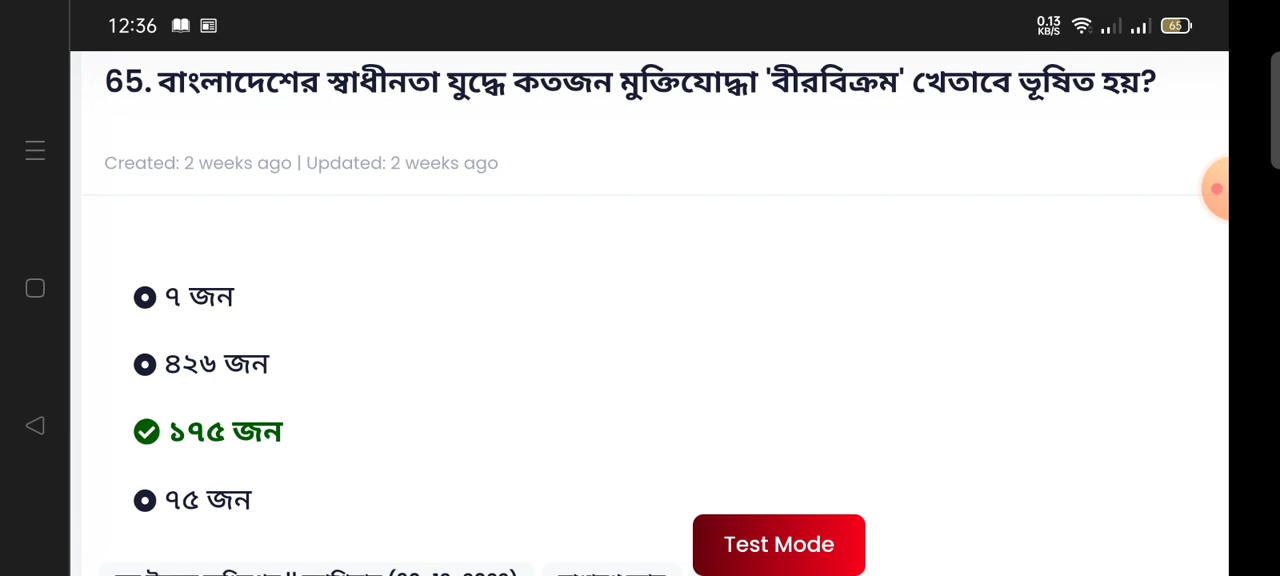 12:36
0.13
KB/S
65
65. বাংলাদেশের স্বাধীনতা যুদ্ধে কতজন মুক্তিযোদ্ধা 'বীরবিক্রম' খেতাবে ভূষিত হয়?
Created: 2 weeks ago | Updated: 2 weeks ago
৭ জন
৪২৬ জন
১৭৫ জন
৭৫ জন
Test Mode